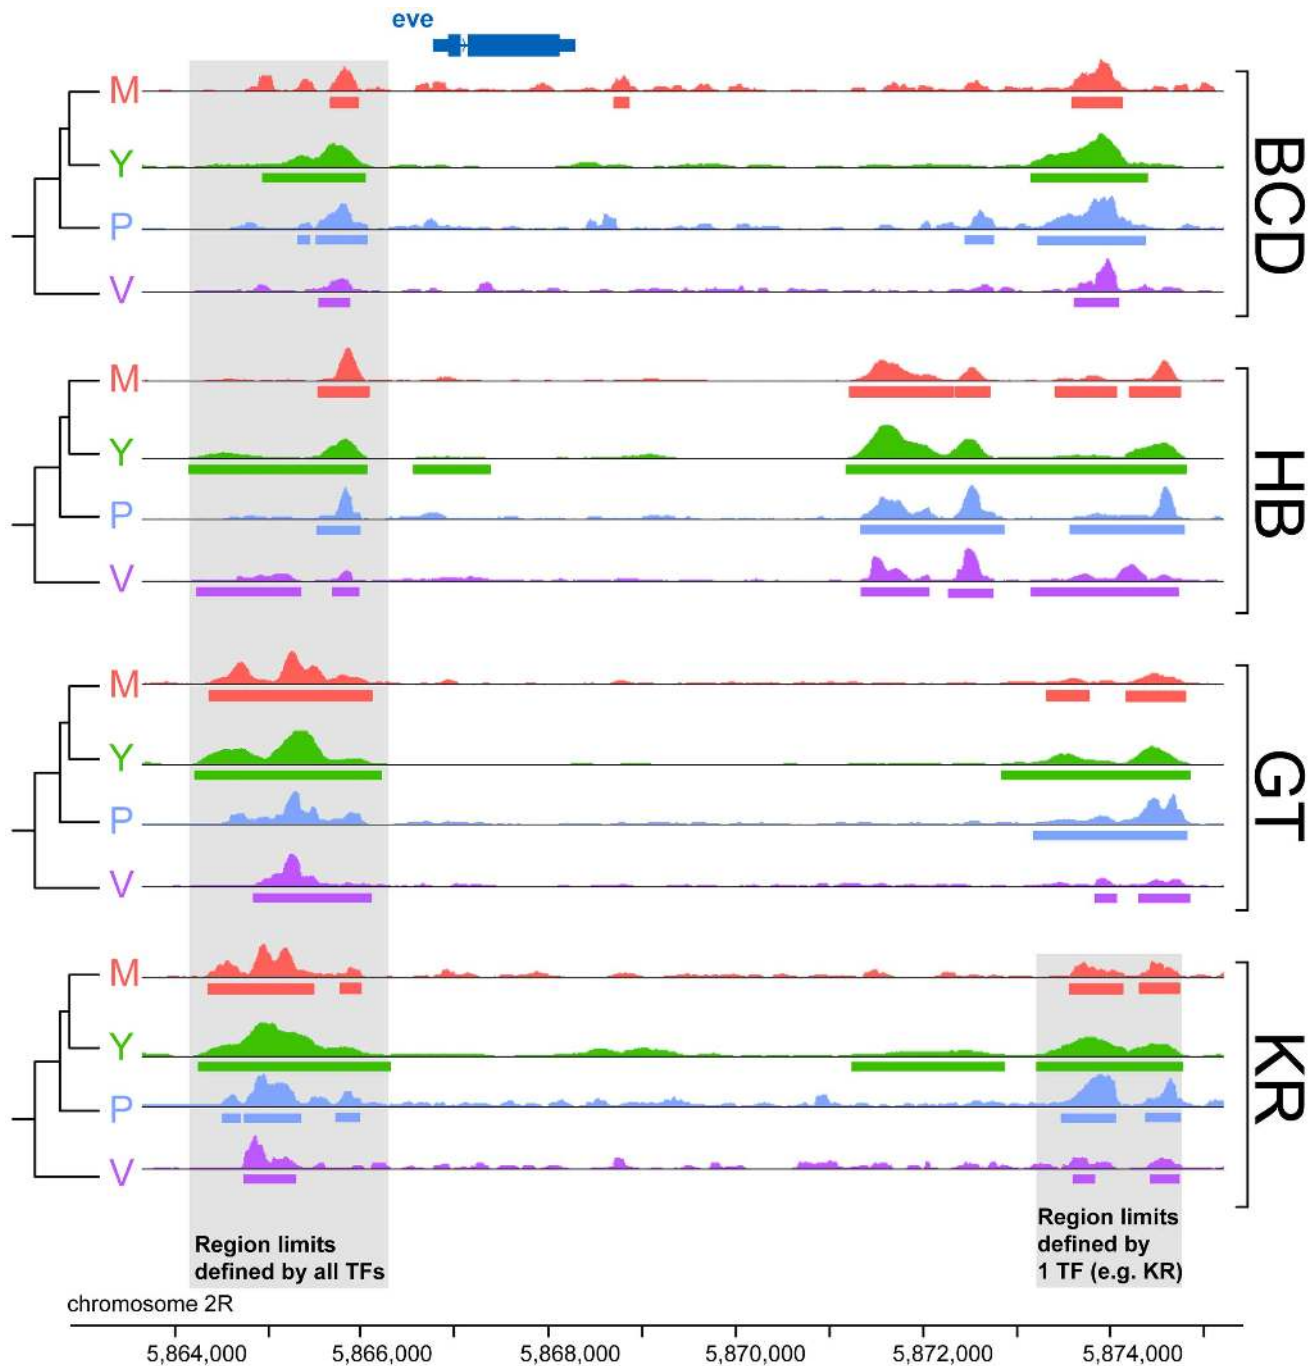 eve
M
Y
P
V
BCD
M
Y
P
V
HB
M
Y
P
V
GT
M
Y
P
V
KR
Region limits
defined by all TFs
Region limits
defined by
1 TF (e.g. KR)
chromosome 2R
5,864,000 5,866,000 5,868,000 5,870,000 5,872,000 5,874,000